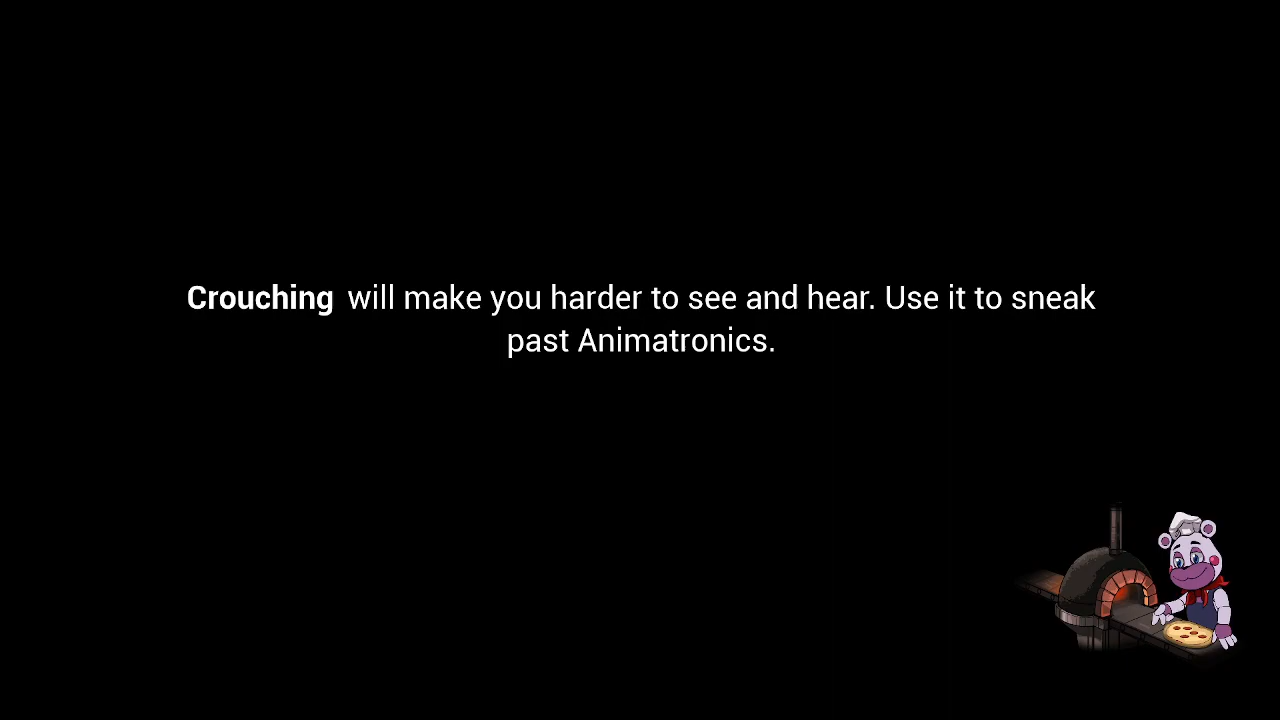 Crouching will make you harder to see and hear. Use it to sneak
past Animatronics.